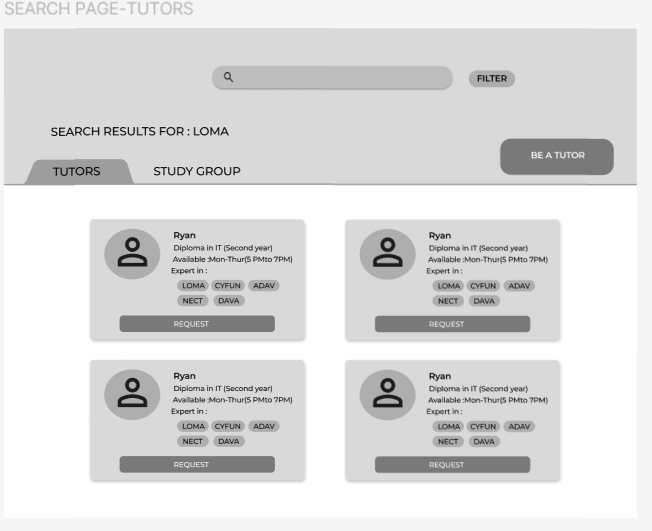 SEARCH PAGE-TUTORS
FILTER
SEARCH RESULTS FOR : LOMA
BE A TUTOR
TUTORS STUDY GROUP
Ryan
Diploma in IT (Second year)
Available :Mon-Thur(5 PMto 7PM)
Expert in :
LOMA CYFUN ADAV
NECT DAVA
REQUEST
Ryan
Diploma in IT (Second year)
Available :Mon-Thur(5 PMto 7PM)
Expert in :
LOMA CYFUN ADAV
NECT DAVA
REQUEST
Ryan
Diploma in IT (Second year)
Available :Mon-Thur(5 PMto 7PM)
Expert in :
LOMA CYFUN ADAV
NECT DAVA
REQUEST
Ryan
Diploma in IT (Second year)
Available :Mon-Thur(5 PMto 7PM)
Expert in :
LOMA CYFUN ADAV
NECT DAVA
REQUEST